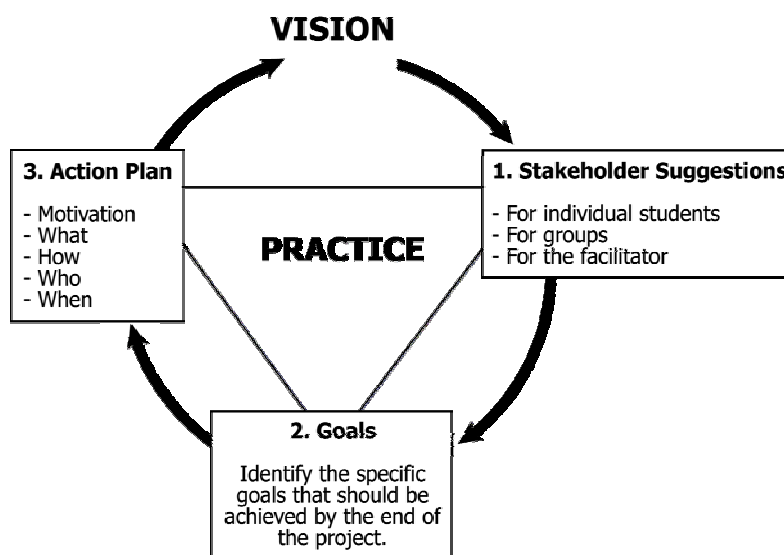 VISION
3. Action Plan
- Motivation
- What
- How
- Who
- When
PRACTICE
1. Stakeholder Suggestions
- For individual students
- For groups
- For the facilitator
2. Goals
Identify the specific
goals that should be
achieved by the end of
the project.